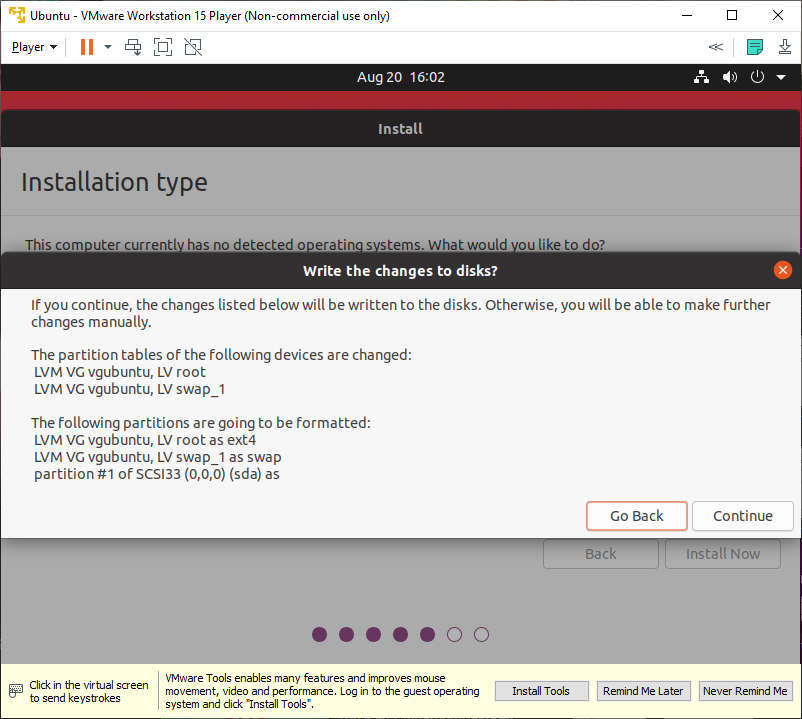 Ubuntu - VMware Workstation 15 Player (Non-commercial use only)
Player
Aug 20 16:02
Install
Installation type
This computer currently has no detected operating systems. What would you like to do?
Write the changes to disks?
If you continue, the changes listed below will be written to the disks. Otherwise, you will be able to make further
changes manually.
The partition tables of the following devices are changed:
LVM VG vgubuntu, LV root
LVM VG vgubuntu, LV swap_1
The following partitions are going to be formatted:
LVM VG vgubuntu, LV root as ext4
LVM VG vgubuntu, LV swap_1 as swap
partition #1 of SCSI33 (0,0,0) (sda) as
Go Back Continue
Back Install Now
Click in the virtual screen
to send keystrokes
VMware Tools enables many features and improves mouse
movement, video and performance. Log in to the guest operating
system and click "Install Tools".
Install Tools Remind Me Later Never Remind Me